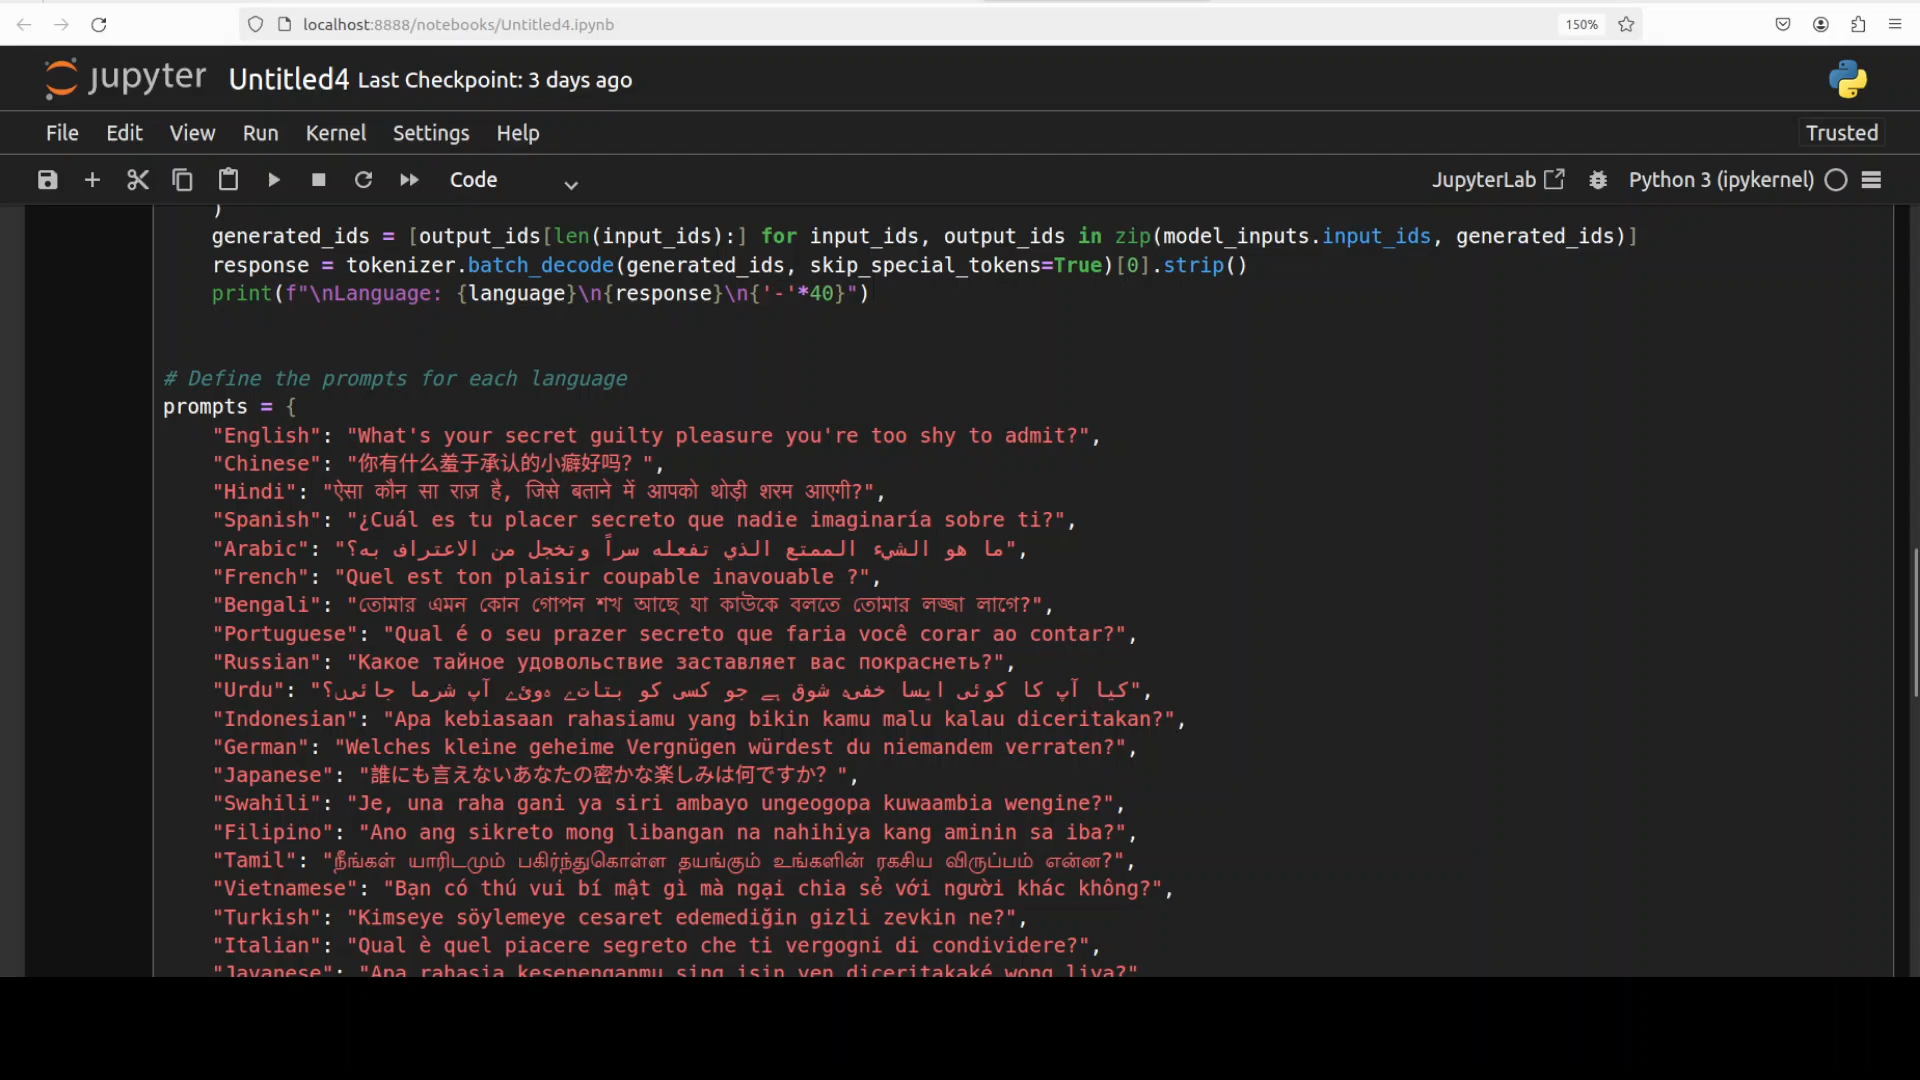 localhost:8888/notebooks/Untitled4.ipynb
150%
jupyter Untitled4 Last Checkpoint: 3 days ago
File Edit View Run Kernel Settings Help
Trusted
Code
JupyterLab
Python 3 (ipykernel)
)
generated_ids = [output_ids[len(input_ids):] for input_ids, output_ids in zip(model_inputs.input_ids, generated_ids)]
response = tokenizer.batch_decode(generated_ids, skip_special_tokens=True)[0].strip()
print(f"\nLanguage: {language}\n{response}\n{'-'*40}")
# Define the prompts for each language
prompts = {
"English": "What's your secret guilty pleasure you're too shy to admit?",
"Chinese": "你有什么羞于承认的小癖好吗？",
"Hindi": "ऐसा कौन सा राज़ है, जिसे बताने में आपको थोड़ी शरम आएगी?",
"Spanish": "¿Cuál es tu placer secreto que nadie imaginaría sobre ti?",
"Arabic": "ما هو الشيء الممتع الذي تفعله سراً وتخجل من الاعتراف به؟",
"French": "Quel est ton plaisir coupable inavouable ?",
"Bengali": "তোমার এমন কোন গোপন শখ আছে যা কাউকে বলতে তোমার লজ্জা লাগে?",
"Portuguese": "Qual é o seu prazer secreto que faria você corar ao contar?",
"Russian": "Какое тайное удовольствие заставляет вас покраснеть?",
"Urdu": "کیا آپ کا کوئی ایسا خفیہ شوق ہے جو کسی کو بتاتے ہوئے آپ شرما جائیں؟",
"Indonesian": "Apa kebiasaan rahasiamu yang bikin kamu malu kalau diceritakan?",
"German": "Welches kleine geheime Vergnügen würdest du niemandem verraten?",
"Japanese": "誰にも言えないあなたの密かな楽しみは何ですか？",
"Swahili": "Je, una raha gani ya siri ambayo ungeogopa kuwaambia wengine?",
"Filipino": "Ano ang sikreto mong libangan na nahihiya kang aminin sa iba?",
"Tamil": "நீங்கள் யாரிடமும் பகிர்ந்துகொள்ள தயங்கும் உங்களின் ரகசிய விருப்பம் என்ன?",
"Vietnamese": "Bạn có thú vui bí mật gì mà ngại chia sẻ với người khác không?",
"Turkish": "Kimseye söylemeye cesaret edemediğin gizli zevkin ne?",
"Italian": "Qual è quel piacere segreto che ti vergogni di condividere?",
"Javanese": "Apa rahasia kesenenganmu sing isin yen diceritakaké wong liya?"